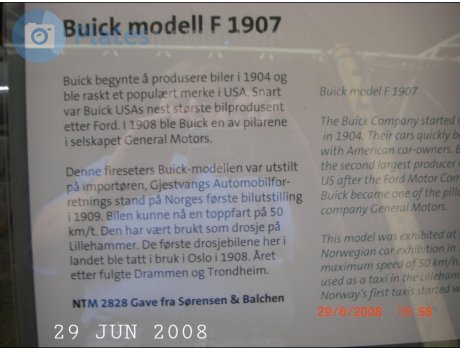 Buick modell F 1907
Plates
Buick begynte å produsere biler i 1904 og
ble raskt et populært merke i USA. Snart
var Buick USAs nest største bilprodusent
etter Ford. I 1908 ble Buick en av pilarene
i selskapet General Motors.
Denne fireseters Buick-modellen var utstilt
på importøren, Gjestvangs Automobilfor-
retnings stand på Norges første bilutstilling
i 1909. Bilen kunne nå en toppfart på 50
km/t. Den har vært brukt som drosje på
Lillehammer. De første drosjebilene her i
landet ble tatt i bruk i Oslo i 1908. Året
etter fulgte Drammen og Trondheim.
NTM 2828 Gave fra Sørensen & Balchen
Buick model F 1907
The Buick Company started
in 1904. Their cars quickly b
with American car-owners. B
the second largest producer
US after the Ford Motor Com
Buick became one of the pill
company General Motors.
This model was exhibited at
Norwegian car exhibition
maximum speed of 50 km/h.
used as a taxi in the Lilleham
Norway's first taxis started w
29/6/2008
29 JUN 2008